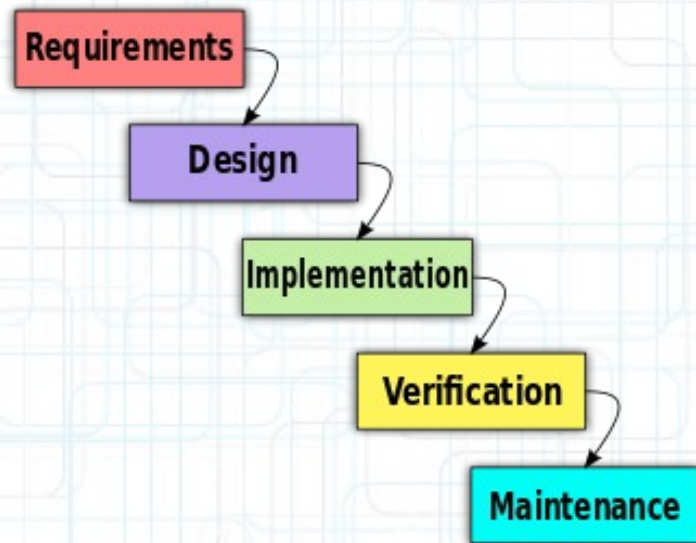 Requirements
Design
Implementation
Verification
Maintenance